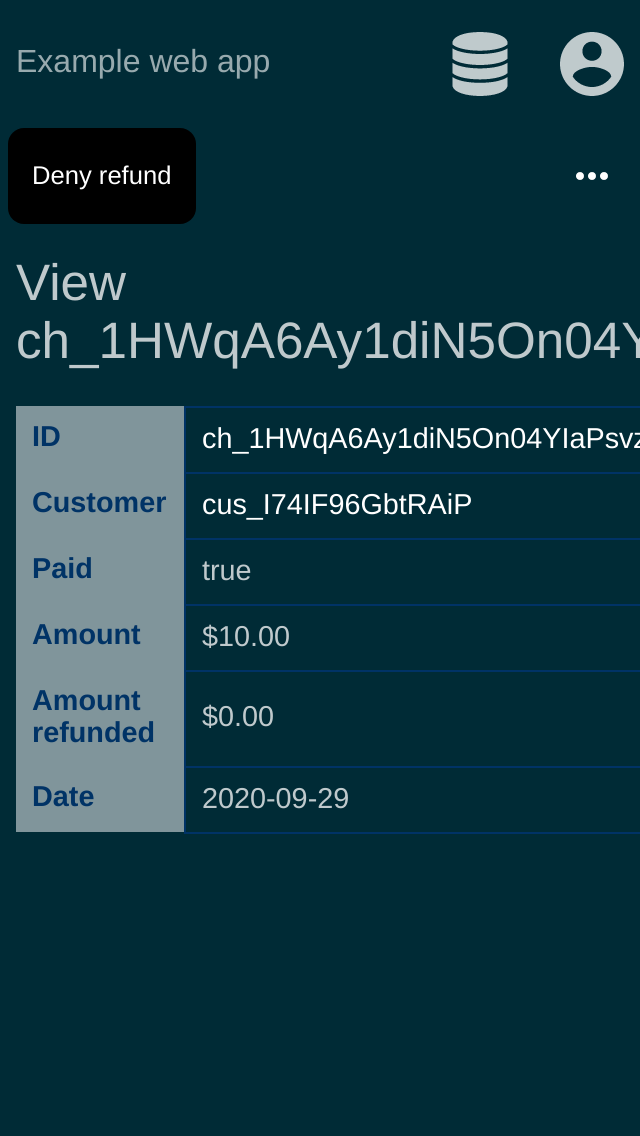 Example web app
Deny refund
View
ch_1HWqA6Ay1diN5On04Y
ID ch_1HWqA6Ay1diN5On04YIaPsvz
Customer cus_I74IF96GbtRAiP
Paid true
Amount $10.00
Amount
refunded $0.00
Date 2020-09-29